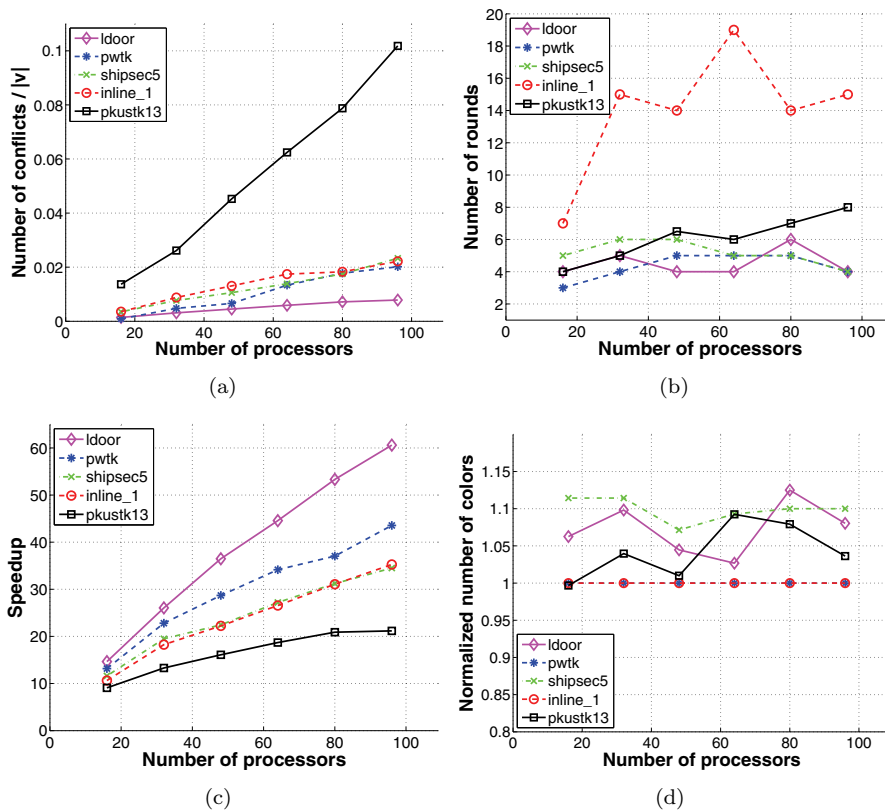 Number of conflicts / |v|
0.1
0.08
0.06
0.04
0.02
0
0
20
40
60
80
100
Number of processors
ldoor
pwtk
shipsec5
inline_1
pkustk13
(a)
Number of rounds
20
18
16
14
12
10
8
6
4
2
0
20
40
60
80
100
Number of processors
ldoor
pwtk
shipsec5
inline_1
pkustk13
(b)
Speedup
60
50
40
30
20
10
0
20
40
60
80
100
Number of processors
ldoor
pwtk
shipsec5
inline_1
pkustk13
(c)
Normalized number of colors
1.15
1.1
1.05
1
0.95
0.9
0.85
0.8
0
20
40
60
80
100
Number of processors
ldoor
pwtk
shipsec5
inline_1
pkustk13
(d)